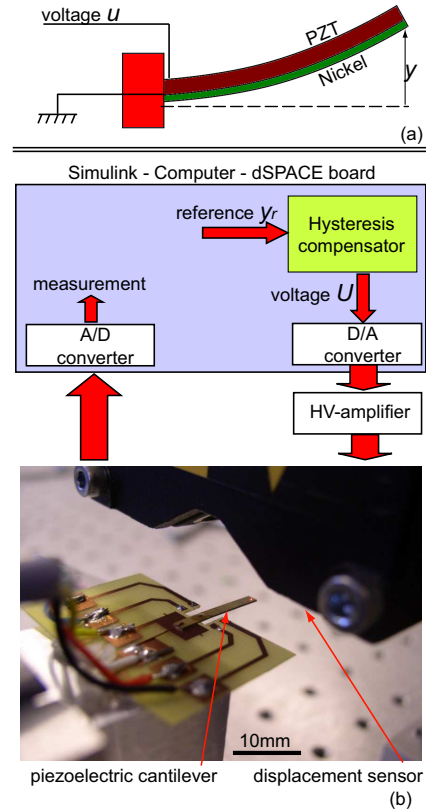 voltage u
PZT
Nickel
y
(a)
Simulink - Computer - dSPACE board
reference yr
Hysteresis
compensator
measurement
voltage U
A/D
converter
D/A
converter
HV-amplifier
10mm
piezoelectric cantilever
displacement sensor
(b)